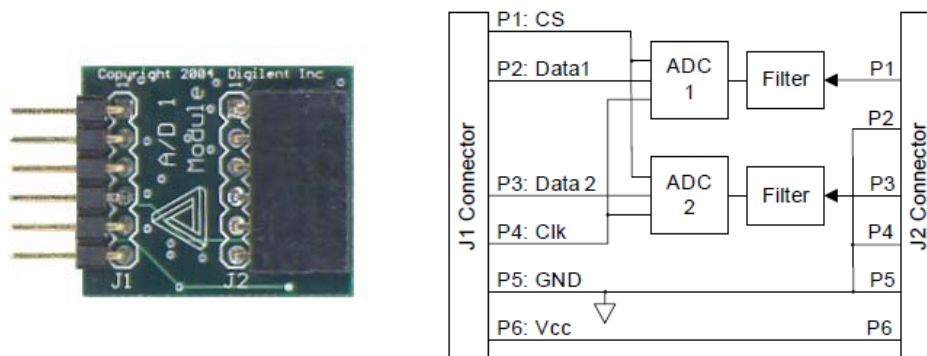 Copyright 2004 Digilent Inc
A/D 1
Module
J1
J2
J1 Connector
P1: CS
P2: Data1
P3: Data 2
P4: Clk
P5: GND
P6: Vcc
ADC
1
Filter
ADC
2
Filter
P1
P2
P3
P4
P5
P6
J2 Connector